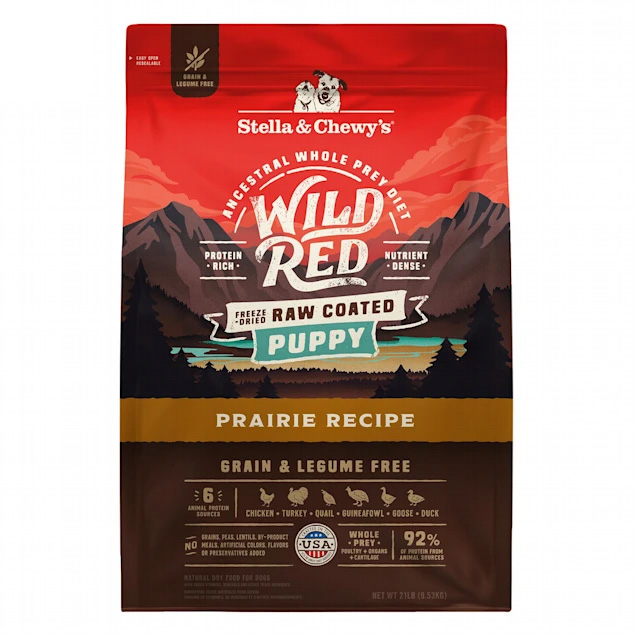 EASY OPEN
RESEALABLE
GRAIN &
LEGUME FREE
Stella & Chewy's®
ANCESTRAL WHOLE PREY DIET
WILD
RED
PROTEIN
• RICH •
NUTRIENT
• DENSE •
FREEZE
-DRIED
RAW COATED
PUPPY
PRAIRIE RECIPE
GRAIN & LEGUME FREE
6
ANIMAL PROTEIN
SOURCES
CHICKEN • TURKEY • QUAIL • GUINEAFOWL • GOOSE • DUCK
NO
GRAINS, PEAS, LENTILS, BY-PRODUCT
MEALS, ARTIFICIAL COLORS, FLAVORS
OR PRESERVATIVES ADDED
USA
WHOLE
• PREY •
POULTRY + ORGANS
+ CARTILAGE
92%
OF PROTEIN FROM
ANIMAL SOURCES
NATURAL DRY FOOD FOR DOGS
NET WT 21LB (9.52KG)